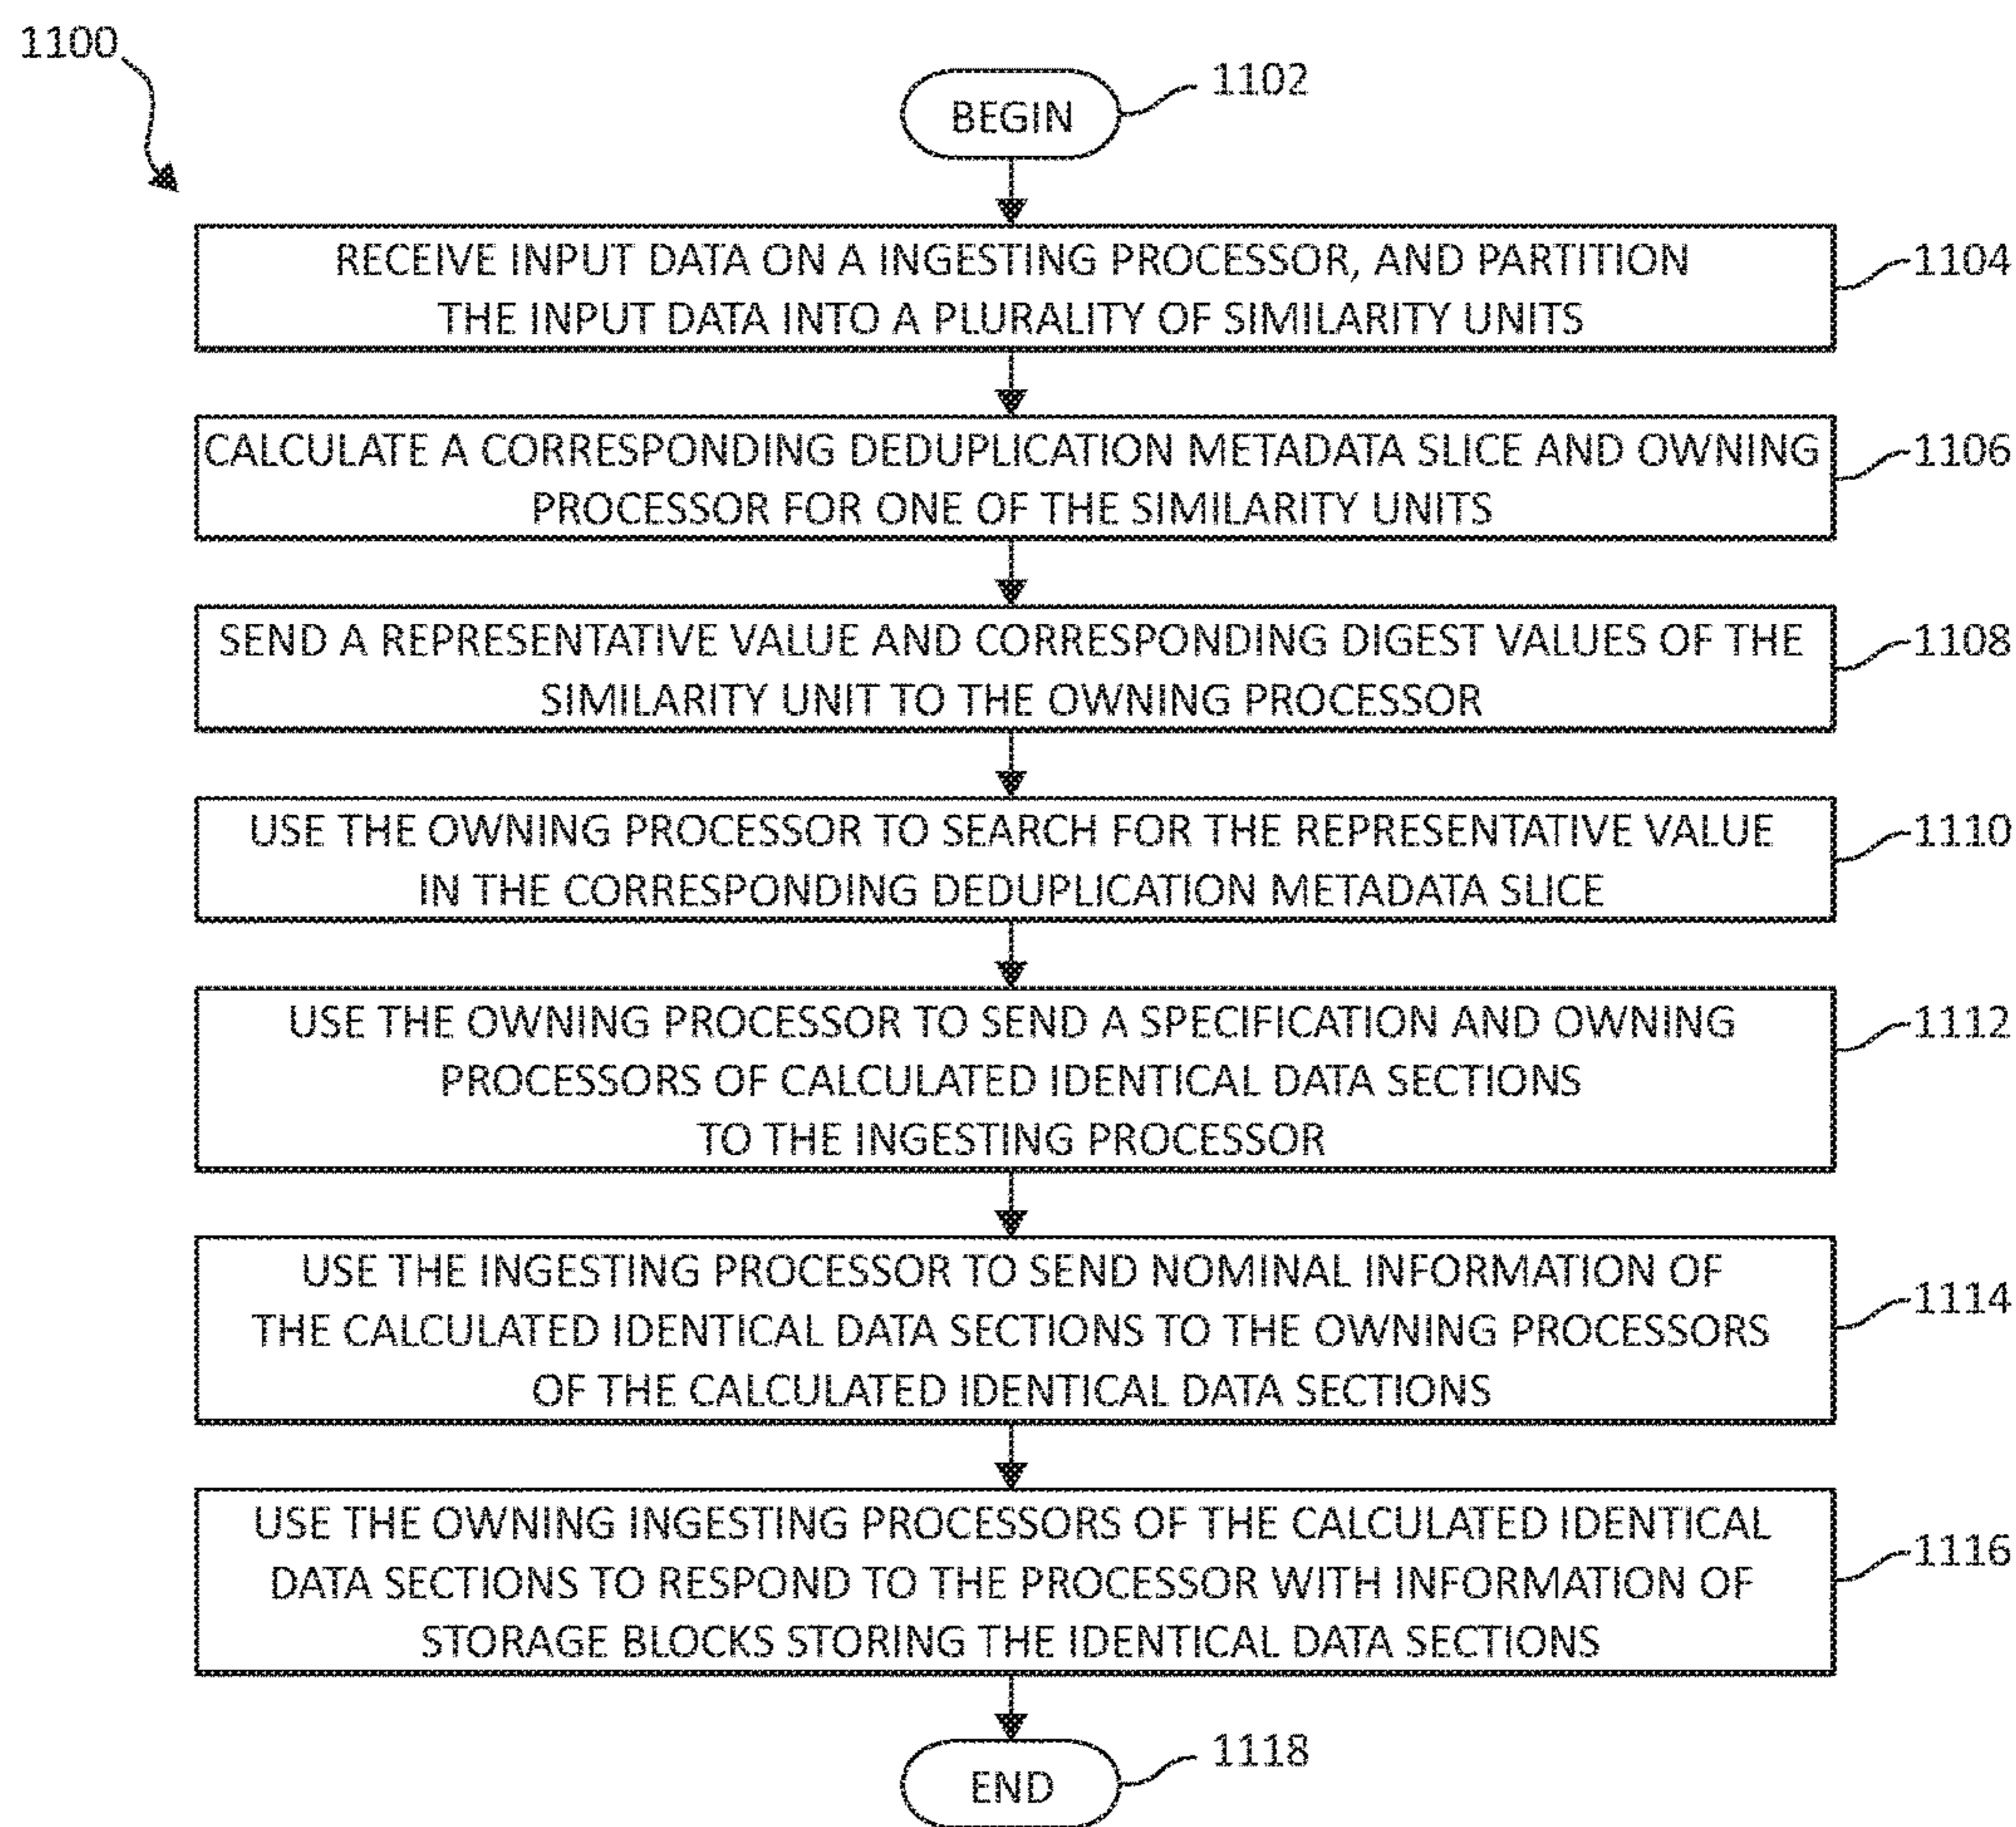 1100
BEGIN
1102
RECEIVE INPUT DATA ON A INGESTING PROCESSOR, AND PARTITION
THE INPUT DATA INTO A PLURALITY OF SIMILARITY UNITS
1104
CALCULATE A CORRESPONDING DEDUPLICATION METADATA SLICE AND OWNING
PROCESSOR FOR ONE OF THE SIMILARITY UNITS
1106
SEND A REPRESENTATIVE VALUE AND CORRESPONDING DIGEST VALUES OF THE
SIMILARITY UNIT TO THE OWNING PROCESSOR
1108
USE THE OWNING PROCESSOR TO SEARCH FOR THE REPRESENTATIVE VALUE
IN THE CORRESPONDING DEDUPLICATION METADATA SLICE
1110
USE THE OWNING PROCESSOR TO SEND A SPECIFICATION AND OWNING
PROCESSORS OF CALCULATED IDENTICAL DATA SECTIONS
TO THE INGESTING PROCESSOR
1112
USE THE INGESTING PROCESSOR TO SEND NOMINAL INFORMATION OF
THE CALCULATED IDENTICAL DATA SECTIONS TO THE OWNING PROCESSORS
OF THE CALCULATED IDENTICAL DATA SECTIONS
1114
USE THE OWNING INGESTING PROCESSORS OF THE CALCULATED IDENTICAL
DATA SECTIONS TO RESPOND TO THE PROCESSOR WITH INFORMATION OF
STORAGE BLOCKS STORING THE IDENTICAL DATA SECTIONS
1116
END
1118